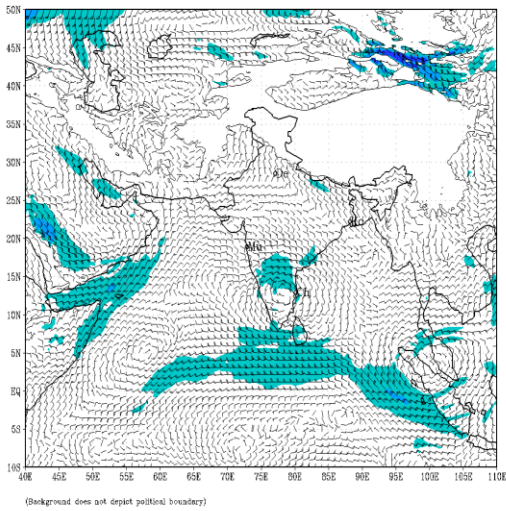 50N
45N
40N
35N
30N
25N
20N
15N
10N
5N
EQ
5S
10S
40E 45E 50E 55E 60E 65E 70E 75E 80E 85E 90E 95E 100E 105E 110E
(Background does not depict political boundary)